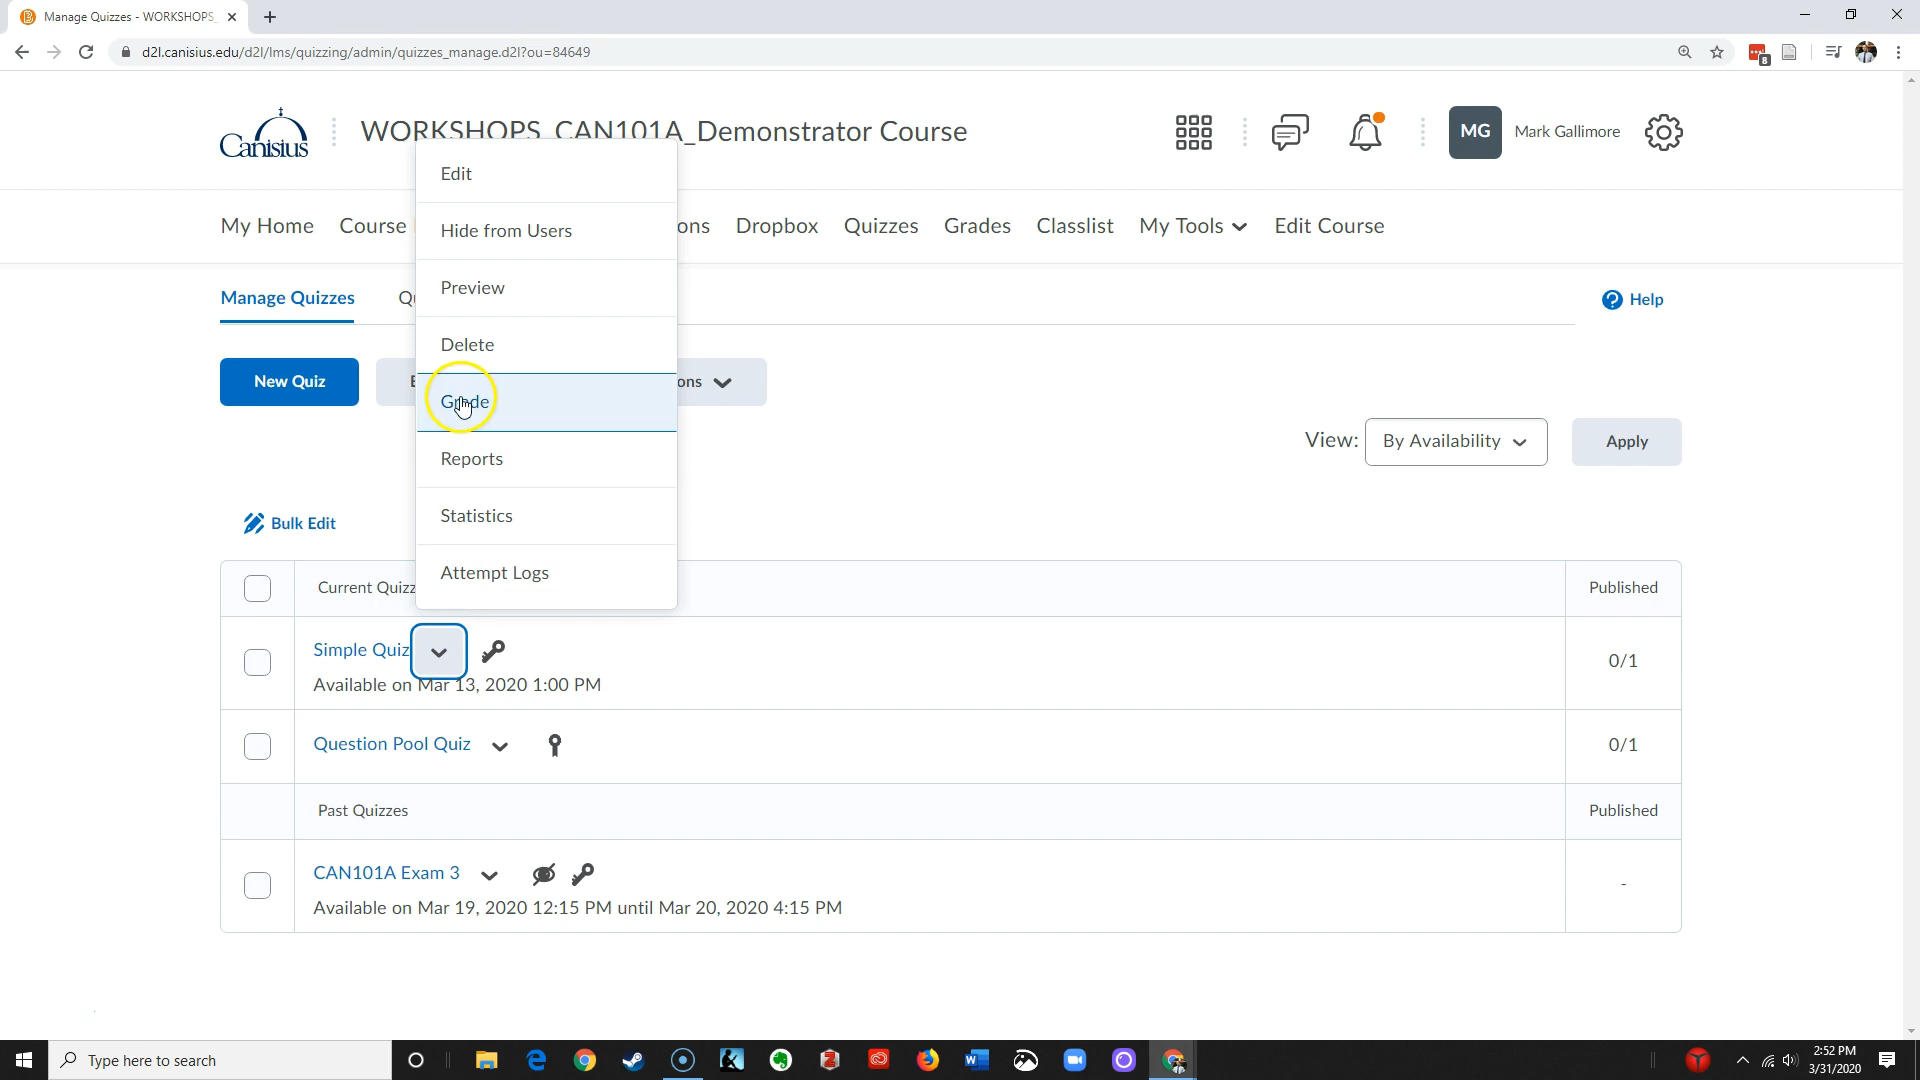 Manage Quizzes - WORKSHOPS_
d2l.canisius.edu/d2l/lms/quizzing/admin/quizzes_manage.d2l?ou=84649
8
Canisius
WORKSHOPS_CAN101A_Demonstrator Course
MG
Mark Gallimore
My Home
Course
ons
Dropbox
Quizzes
Grades
Classlist
My Tools
Edit Course
Edit
Hide from Users
Preview
Delete
Grade
Reports
Statistics
Attempt Logs
Manage Quizzes
Qu
Help
New Quiz
E
ons
View:
By Availability
Apply
Bulk Edit
Current Quizz
Published
Simple Quiz
Available on Mar 13, 2020 1:00 PM
0/1
Question Pool Quiz
0/1
Past Quizzes
Published
CAN101A Exam 3
Available on Mar 19, 2020 12:15 PM until Mar 20, 2020 4:15 PM
-
Type here to search
2:52 PM
3/31/2020